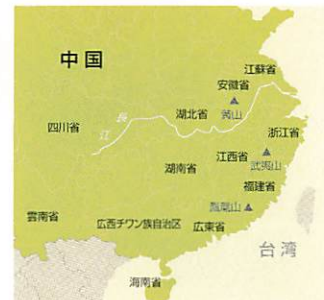 中国
江蘇省
安徽省
黄山
湖北省
長江
四川省
浙江省
江西省
武夷山
湖南省
福建省
鳳凰山
雲南省
広西チワン族自治区
広東省
台湾
海南省